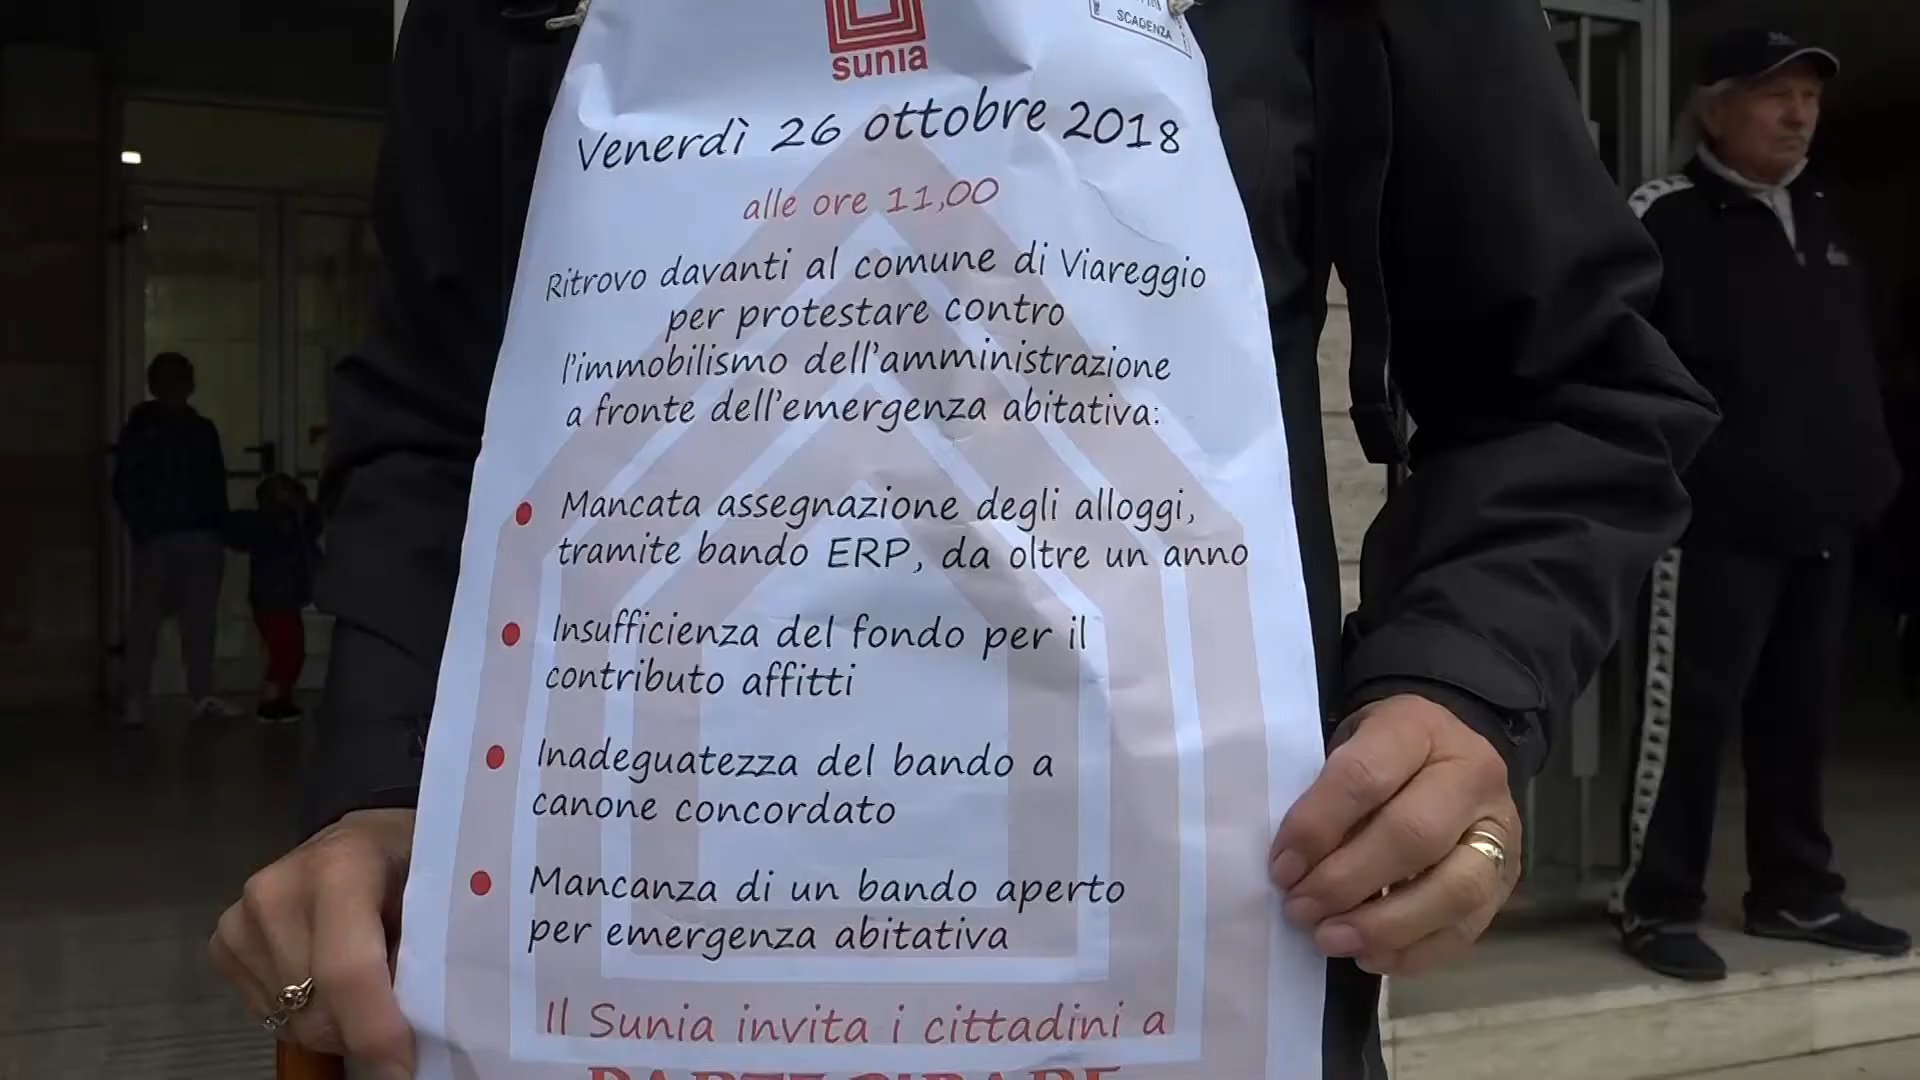 SCADENZA
sunia
Venerdì 26 ottobre 2018
alle ore 11,00
Ritrovo davanti al comune di Viareggio
per protestare contro
l'immobilismo dell'amministrazione
a fronte dell'emergenza abitativa:
• Mancata assegnazione degli alloggi,
tramite bando ERP, da oltre un anno
• Insufficienza del fondo per il
contributo affitti
• Inadeguatezza del bando a
canone concordato
• Mancanza di un bando aperto
per emergenza abitativa
Il Sunia invita i cittadini a
PARTECIPARE